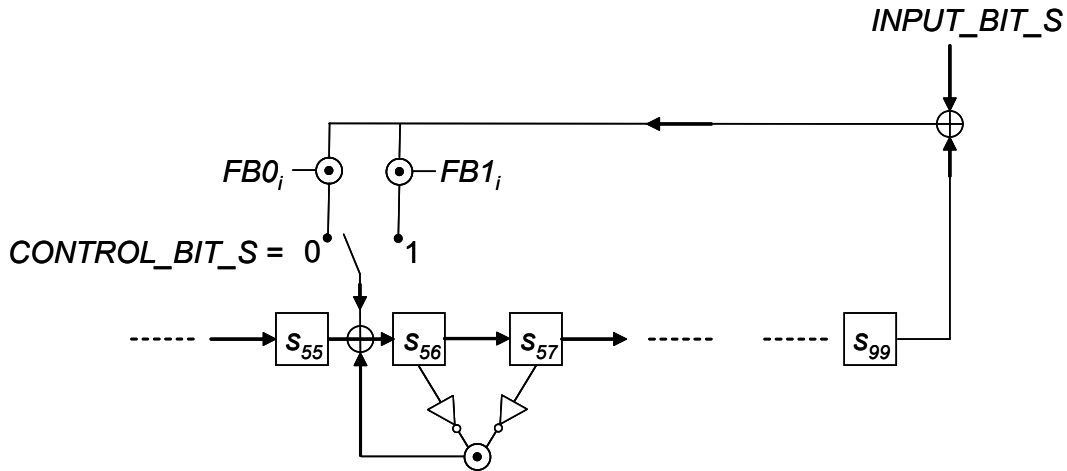 INPUT_BIT_S
FB0i FB1i
CONTROL_BIT_S = 0 1
s55 s56 s57 s99